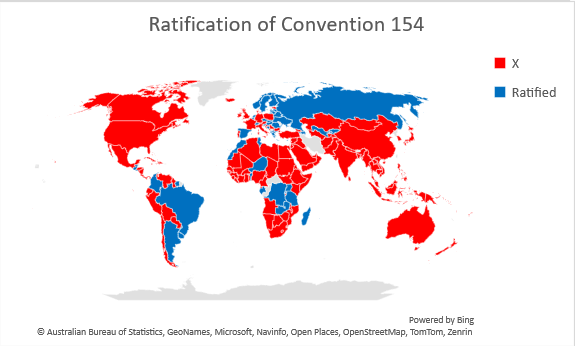 Ratification of Convention 154
X
Ratified
Powered by Bing
© Australian Bureau of Statistics, GeoNames, Microsoft, Navinfo, Open Places, OpenStreetMap, TomTom, Zenrin